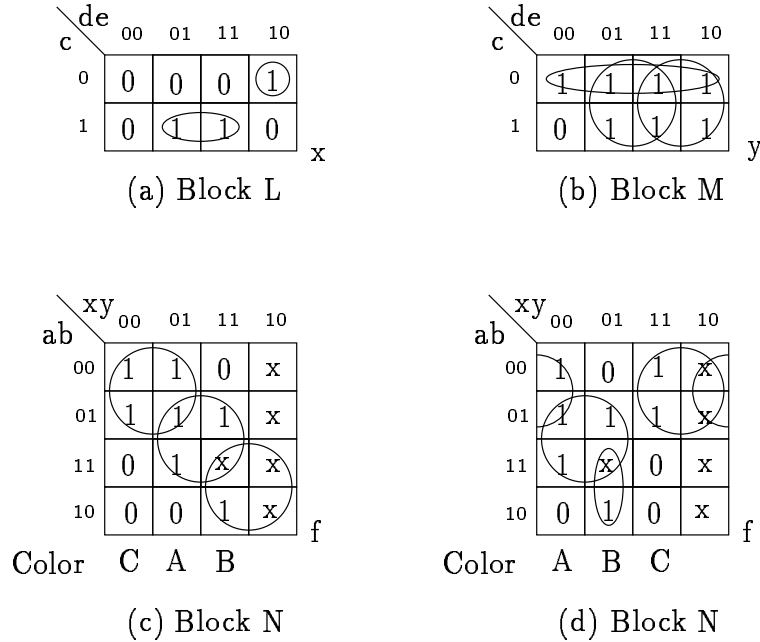 de
c
00 01 11 10
0 0 0 0 1
1 0 1 1 0
x
(a) Block L
de
c
00 01 11 10
0 1 1 1 1
1 0 1 1 1
y
(b) Block M
xy
ab
00 01 11 10
00 1 1 0 x
01 1 1 1 x
11 0 1 x x
10 0 0 1 x
f
Color C A B
(c) Block N
xy
ab
00 01 11 10
00 1 0 1 x
01 1 1 1 x
11 1 x 0 x
10 0 1 0 x
f
Color A B C
(d) Block N